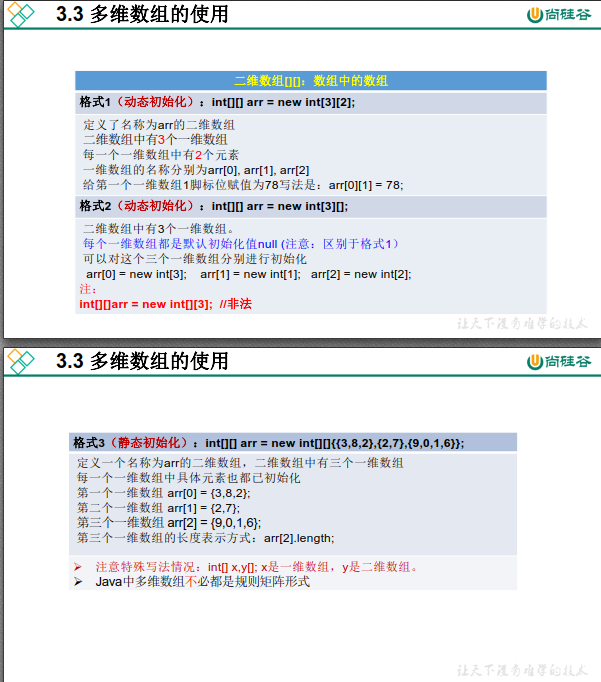 3.3 多维数组的使用
尚硅谷
二维数组[][]：数组中的数组
格式1（动态初始化）：int[][] arr = new int[3][2];
定义了名称为arr的二维数组
二维数组中有3个一维数组
每一个一维数组中有2个元素
一维数组的名称分别为arr[0], arr[1], arr[2]
给第一个一维数组1脚标位赋值为78写法是：arr[0][1] = 78;
格式2（动态初始化）：int[][] arr = new int[3][];
二维数组中有3个一维数组。
每个一维数组都是默认初始化值null (注意：区别于格式1）
可以对这个三个一维数组分别进行初始化
arr[0] = new int[3]; arr[1] = new int[1]; arr[2] = new int[2];
注：
int[][]arr = new int[][3]; //非法
让天下没有难学的技术
3.3 多维数组的使用
尚硅谷
格式3（静态初始化）：int[][] arr = new int[][]{{3,8,2},{2,7},{9,0,1,6}};
定义一个名称为arr的二维数组，二维数组中有三个一维数组
每一个一维数组中具体元素也都已初始化
第一个一维数组 arr[0] = {3,8,2};
第二个一维数组 arr[1] = {2,7};
第三个一维数组 arr[2] = {9,0,1,6};
第三个一维数组的长度表示方式：arr[2].length;
➢ 注意特殊写法情况：int[] x,y[]; x是一维数组，y是二维数组。
➢ Java中多维数组不必都是规则矩阵形式
让天下没有难学的技术